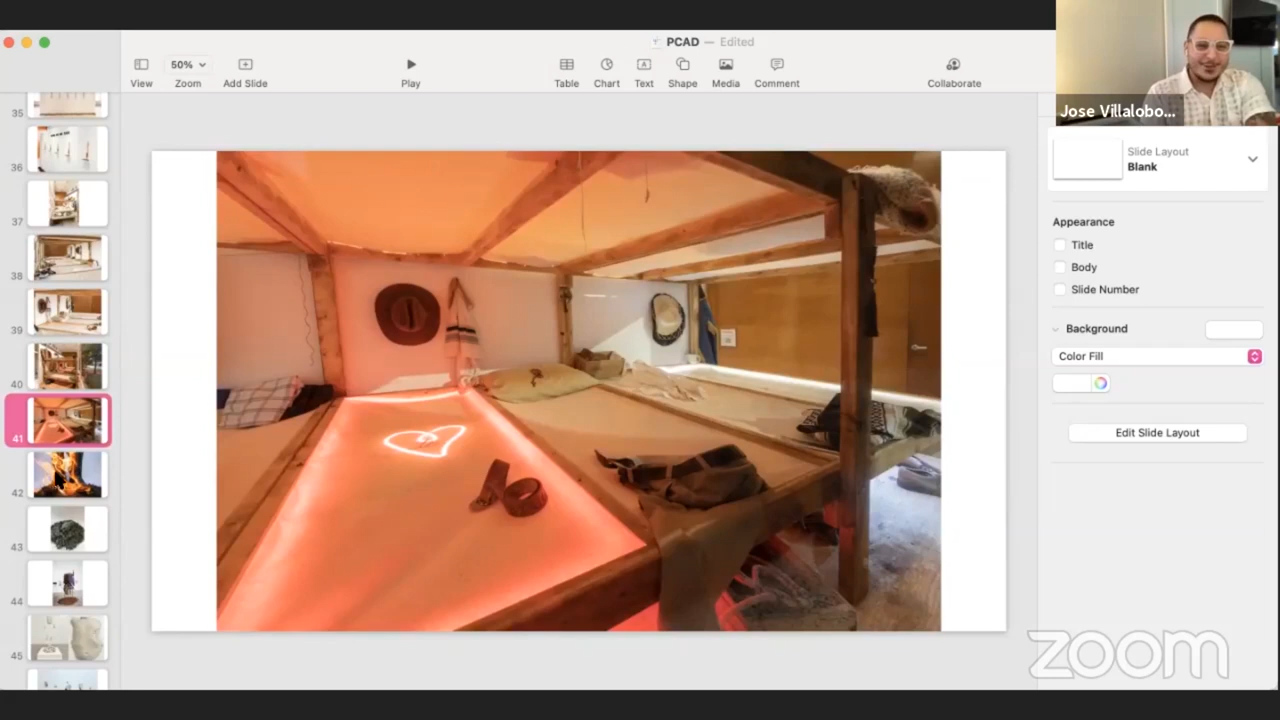 PCAD — Edited
50%
View
Zoom
Add Slide
Play
Table
Chart
Text
Shape
Media
Comment
Collaborate
Jose Villalobo...
Slide Layout
Blank
Appearance
Title
Body
Slide Number
Background
Color Fill
Edit Slide Layout
35
36
37
38
39
40
41
42
43
44
45
zoom